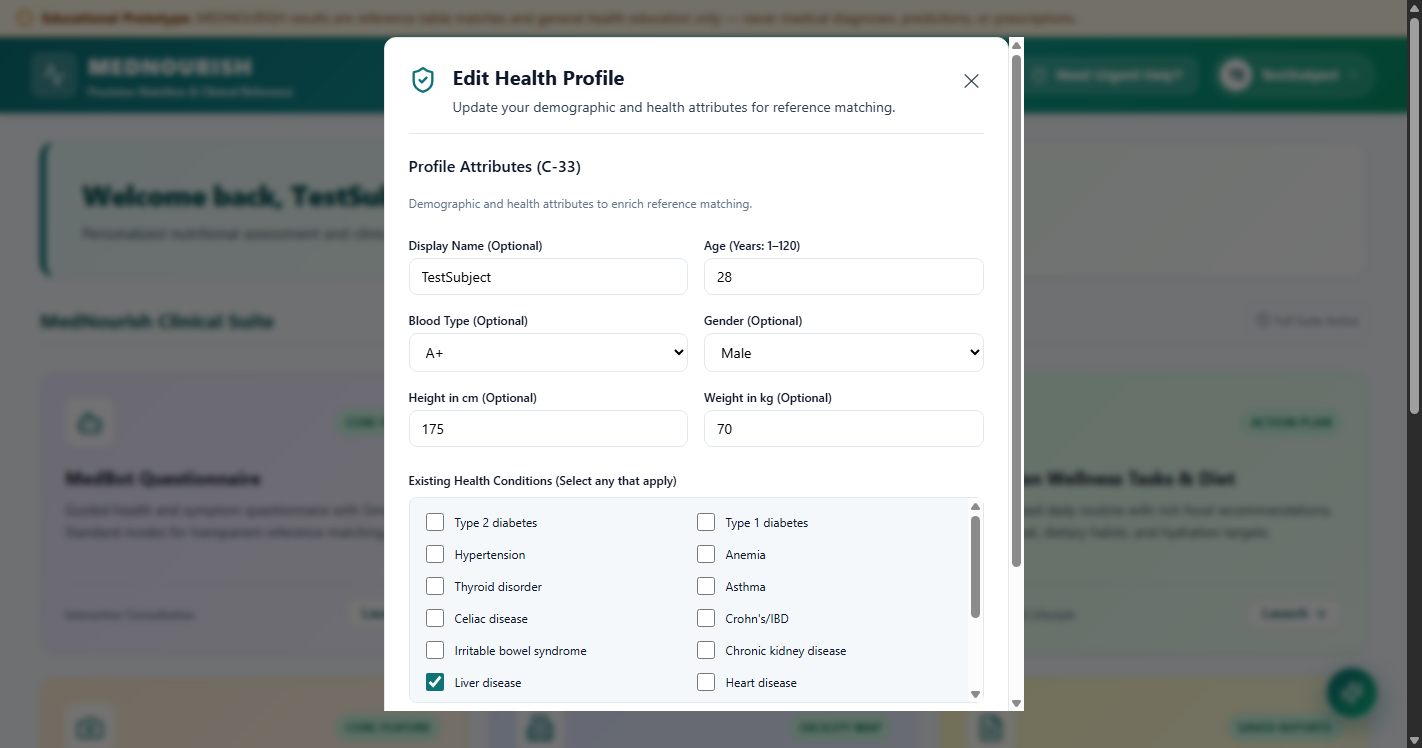 Educational Prototype: MEDNOURISH results are reference-table matches and general health education only — never medical diagnoses, predictions, or prescriptions.
MEDNOURISH
Precision Nutrition & Clinical Reference
Need Urgent Help?
TestSubject
Edit Health Profile
Update your demographic and health attributes for reference matching.
Welcome back, TestSu
Personalized nutritional assessment and clinic
Profile Attributes (C-33)
Demographic and health attributes to enrich reference matching.
Display Name (Optional)
Age (Years: 1–120)
TestSubject
28
MedNourish Clinical Suite
Full Suite Active
Blood Type (Optional)
Gender (Optional)
A+
Male
Height in cm (Optional)
Weight in kg (Optional)
175
70
ACTION PLAN
MedBot Questionnaire
an Wellness Tasks & Diet
Existing Health Conditions (Select any that apply)
Guided health and symptom questionnaire with
Standard modes for transparent reference matching
daily routine with rich food recommendations,
dietary habits, and hydration targets.
Type 2 diabetes
Type 1 diabetes
Hypertension
Anemia
Thyroid disorder
Asthma
Celiac disease
Crohn's/IBD
Launch
Irritable bowel syndrome
Chronic kidney disease
Liver disease
Heart disease
CORE FEATURE
FACILITY MAP
SAVED REPORTS